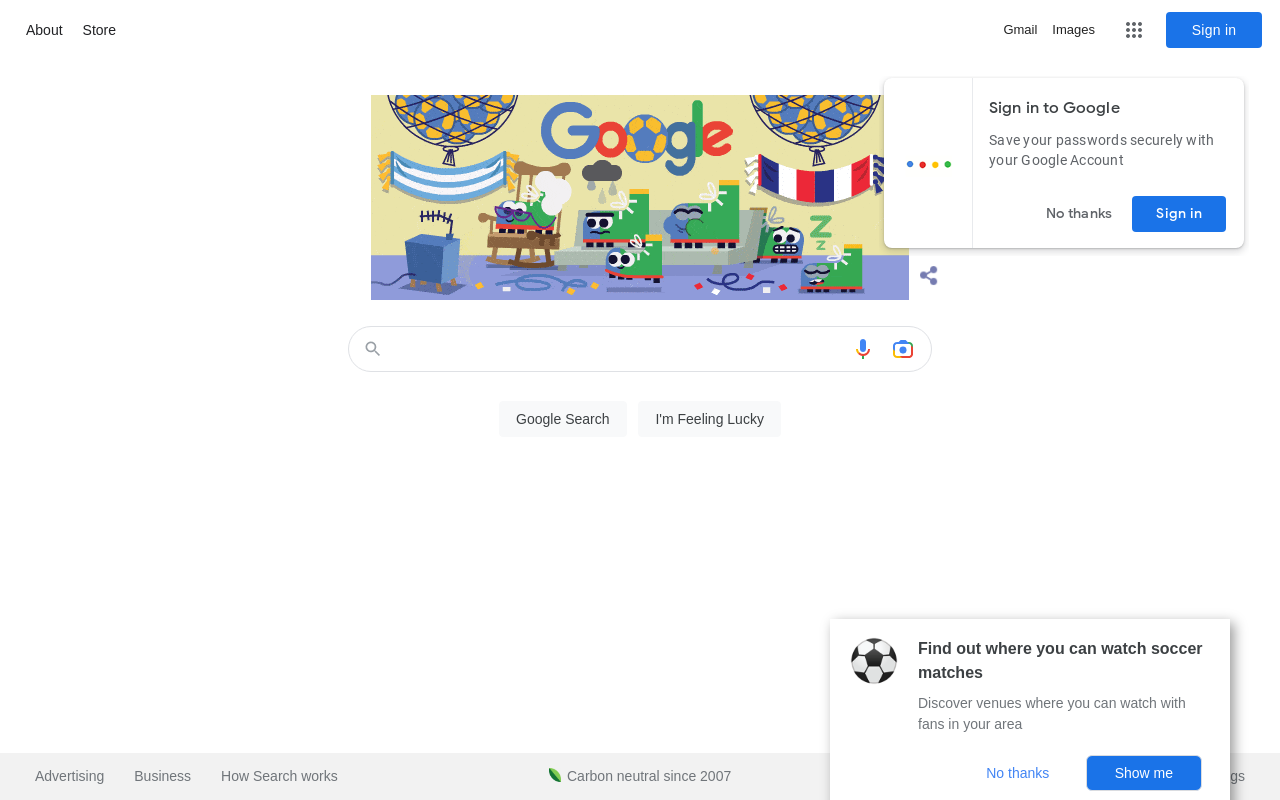 About
Store
Gmail
Images
Sign in
Google
Sign in to Google
Save your passwords securely with
your Google Account
No thanks
Sign in
Z
Z
Google Search
I'm Feeling Lucky
Find out where you can watch soccer
matches
Discover venues where you can watch with
fans in your area
No thanks
Show me
Advertising
Business
How Search works
Carbon neutral since 2007